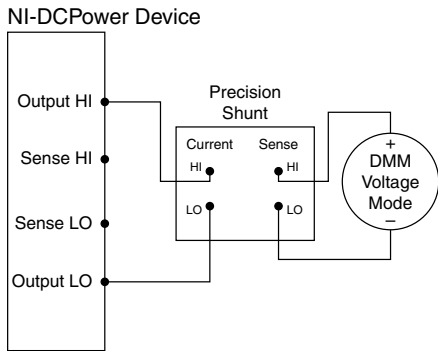 NI-DCPower Device
Output HI
Sense HI
Sense LO
Output LO
Precision
Shunt
Current
Sense
HI
HI
LO
LO
+
DMM
Voltage
Mode
–